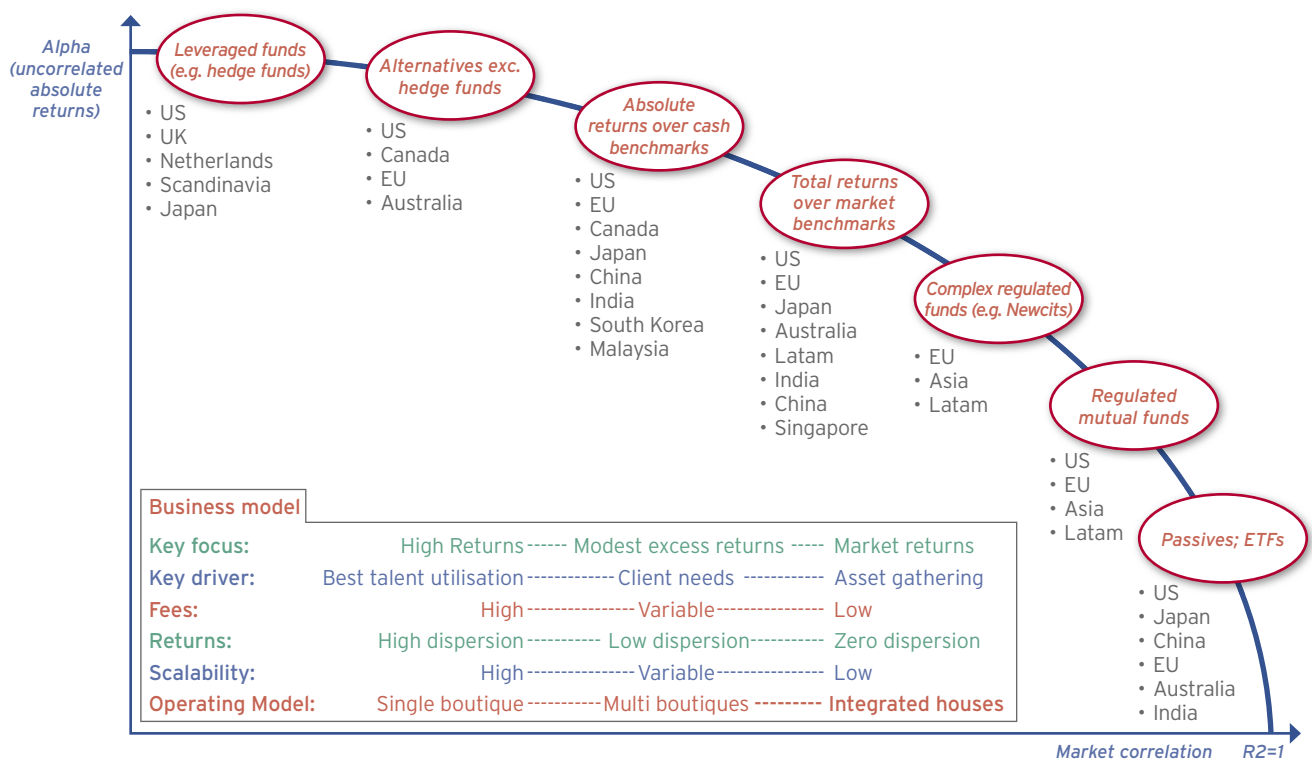 Alpha
(uncorrelated
absolute
returns)
Leveraged funds
(e.g. hedge funds)
• US
• UK
• Netherlands
• Scandinavia
• Japan
Alternatives exc.
hedge funds
• US
• Canada
• EU
• Australia
Absolute
returns over cash
benchmarks
• US
• EU
• Canada
• Japan
• China
• India
• South Korea
• Malaysia
Total returns
over market
benchmarks
• US
• EU
• Japan
• Australia
• Latam
• India
• China
• Singapore
Complex regulated
funds (e.g. Newcits)
• EU
• Asia
• Latam
Regulated
mutual funds
• US
• EU
• Asia
• Latam
Passives; ETFs
• US
• Japan
• China
• EU
• Australia
• India
Business model
Key focus: High Returns ------ Modest excess returns ----- Market returns
Key driver: Best talent utilisation ------------ Client needs ----------- Asset gathering
Fees: High --------------- Variable -------------- Low
Returns: High dispersion ---------- Low dispersion ---------- Zero dispersion
Scalability: High --------------- Variable -------------- Low
Operating Model: Single boutique ---------- Multi boutiques --------- Integrated houses
Market correlation R2=1